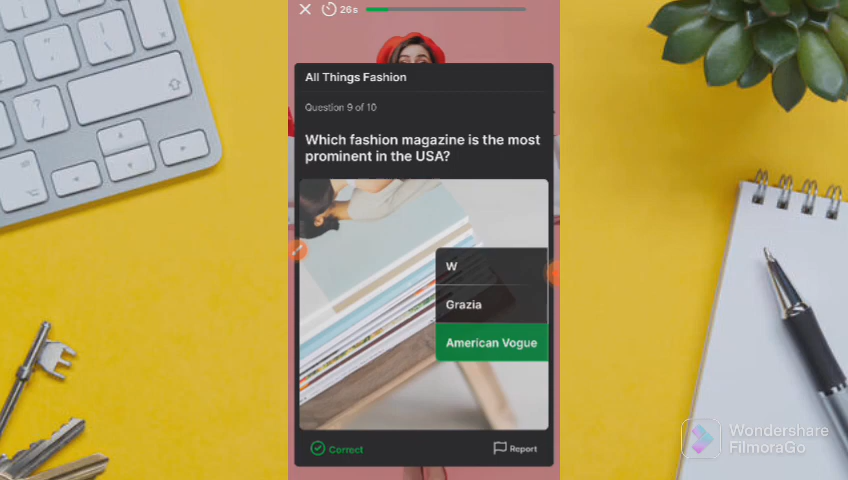 26s
All Things Fashion
Question 9 of 10
Which fashion magazine is the most
prominent in the USA?
W
Grazia
American Vogue
Correct
Report
Wondershare
FilmoraGo